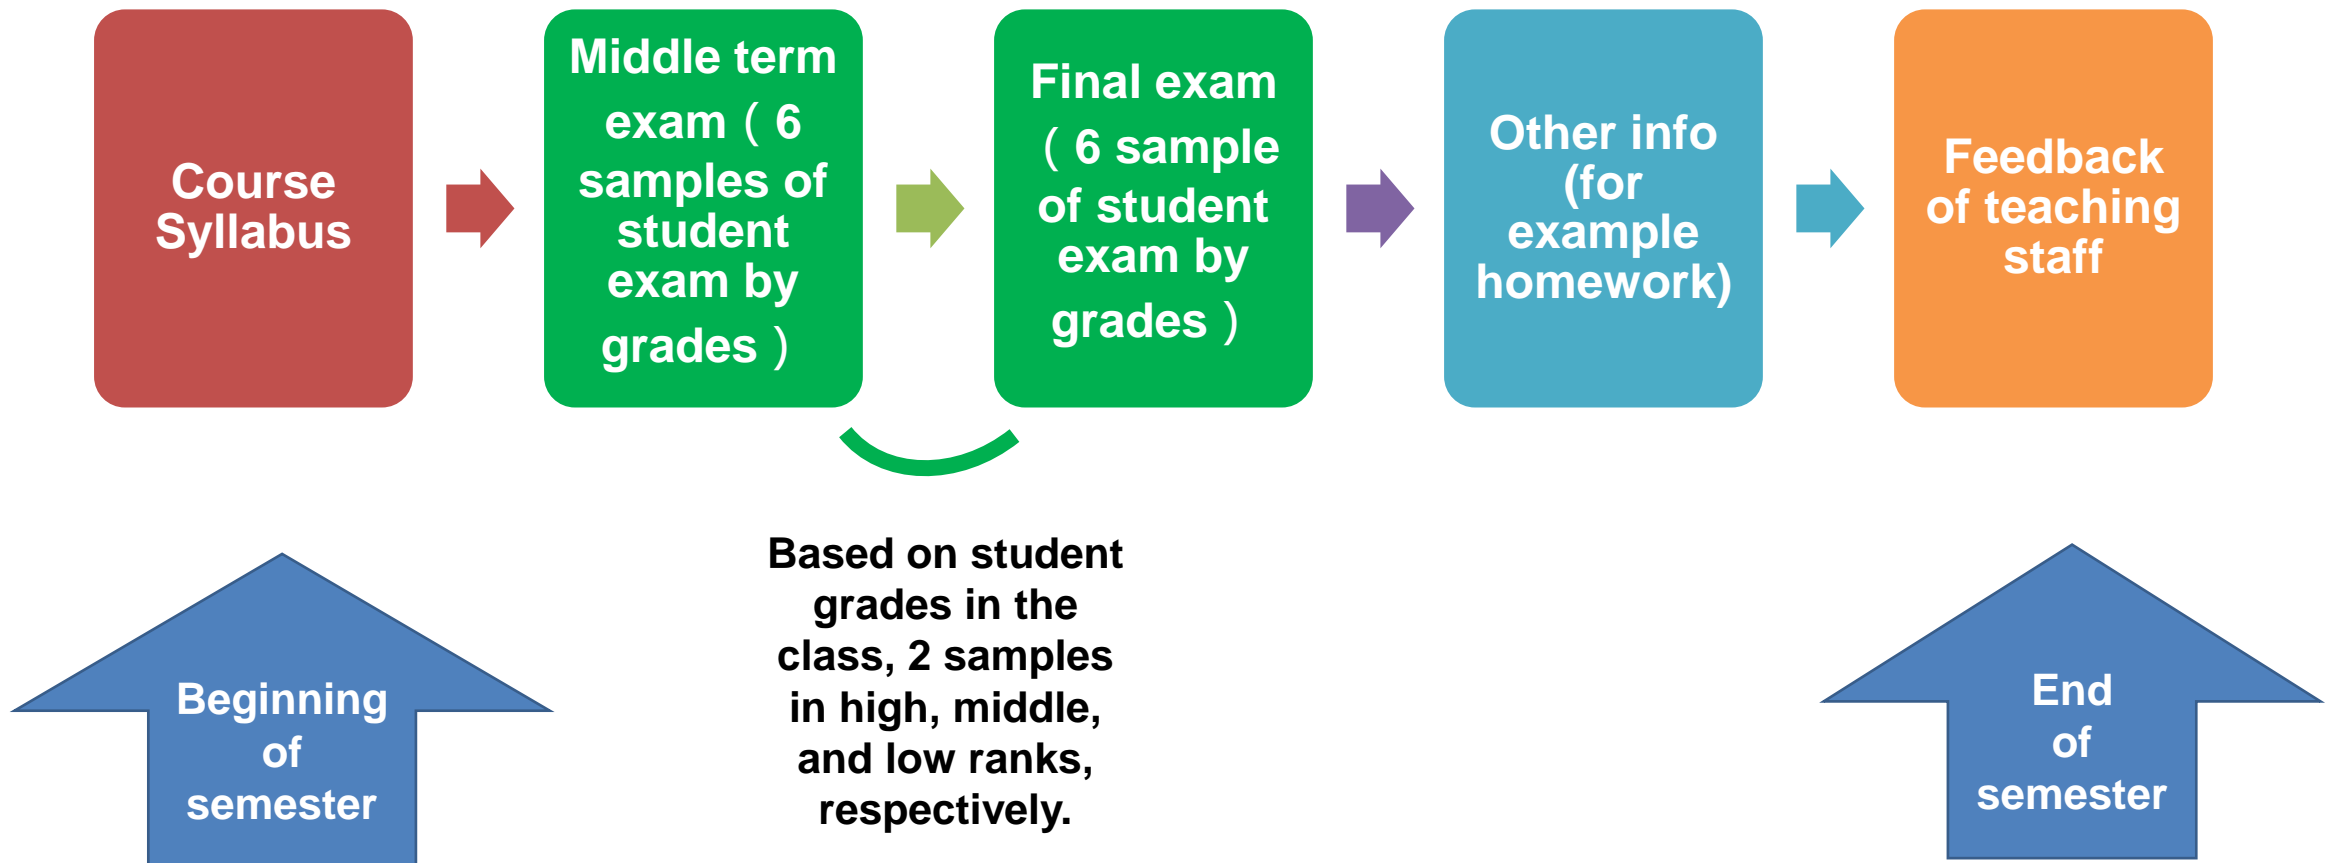 Course
Syllabus
Middle term
exam（6
samples of
student
exam by
grades）
Final exam
（6 sample
of student
exam by
grades）
Other info
(for
example
homework)
Feedback
of teaching
staff
Based on student
grades in the
class, 2 samples
in high, middle,
and low ranks,
respectively.
Beginning
of
semester
End
of
semester